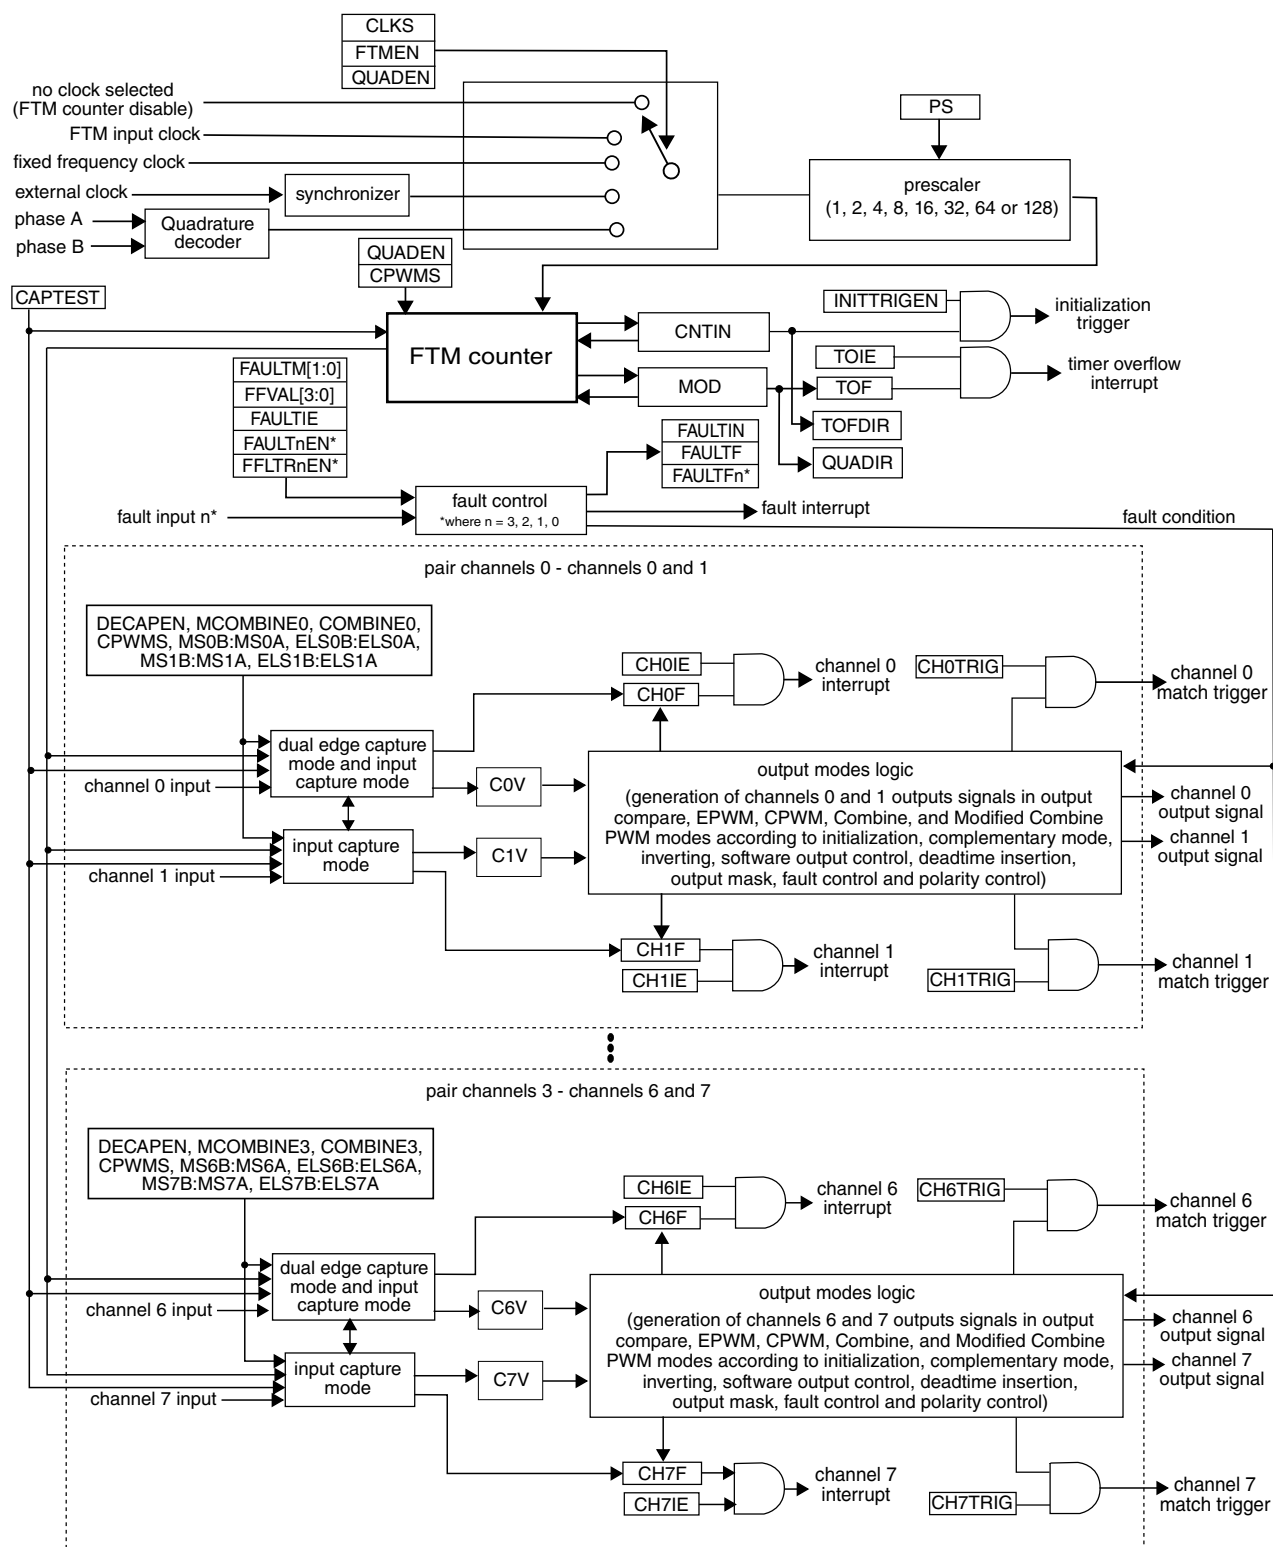 CLKS
FTMEN
QUADEN
no clock selected
(FTM counter disable)
FTM input clock
fixed frequency clock
external clock
synchronizer
phase A
phase B
Quadrature
decoder
PS
prescaler
(1, 2, 4, 8, 16, 32, 64 or 128)
QUADEN
CPWMS
CAPTEST
FTM counter
CNTIN
MOD
INITTRIGEN
initialization
trigger
TOIE
TOF
timer overflow
interrupt
TOFDIR
QUADIR
FAULTM[1:0]
FFVAL[3:0]
FAULTIE
FAULTnEN*
FFLTRnEN*
FAULTIN
FAULTF
FAULTFn*
fault input n*
fault control
*where n = 3, 2, 1, 0
fault interrupt
fault condition
pair channels 0 - channels 0 and 1
DECAPEN, MCOMBINE0, COMBINE0,
CPWMS, MS0B:MS0A, ELS0B:ELS0A,
MS1B:MS1A, ELS1B:ELS1A
CH0IE
CH0F
channel 0
interrupt
CH0TRIG
channel 0
match trigger
dual edge capture
mode and input
capture mode
channel 0 input
C0V
input capture
mode
channel 1 input
C1V
output modes logic
(generation of channels 0 and 1 outputs signals in output
compare, EPWM, CPWM, Combine, and Modified Combine
PWM modes according to initialization, complementary mode,
inverting, software output control, deadtime insertion,
output mask, fault control and polarity control)
channel 0
output signal
channel 1
output signal
CH1F
CH1IE
channel 1
interrupt
CH1TRIG
channel 1
match trigger
pair channels 3 - channels 6 and 7
DECAPEN, MCOMBINE3, COMBINE3,
CPWMS, MS6B:MS6A, ELS6B:ELS6A,
MS7B:MS7A, ELS7B:ELS7A
CH6IE
CH6F
channel 6
interrupt
CH6TRIG
channel 6
match trigger
dual edge capture
mode and input
capture mode
channel 6 input
C6V
input capture
mode
channel 7 input
C7V
output modes logic
(generation of channels 6 and 7 outputs signals in output
compare, EPWM, CPWM, Combine, and Modified Combine
PWM modes according to initialization, complementary mode,
inverting, software output control, deadtime insertion,
output mask, fault control and polarity control)
channel 6
output signal
channel 7
output signal
CH7F
CH7IE
channel 7
interrupt
CH7TRIG
channel 7
match trigger